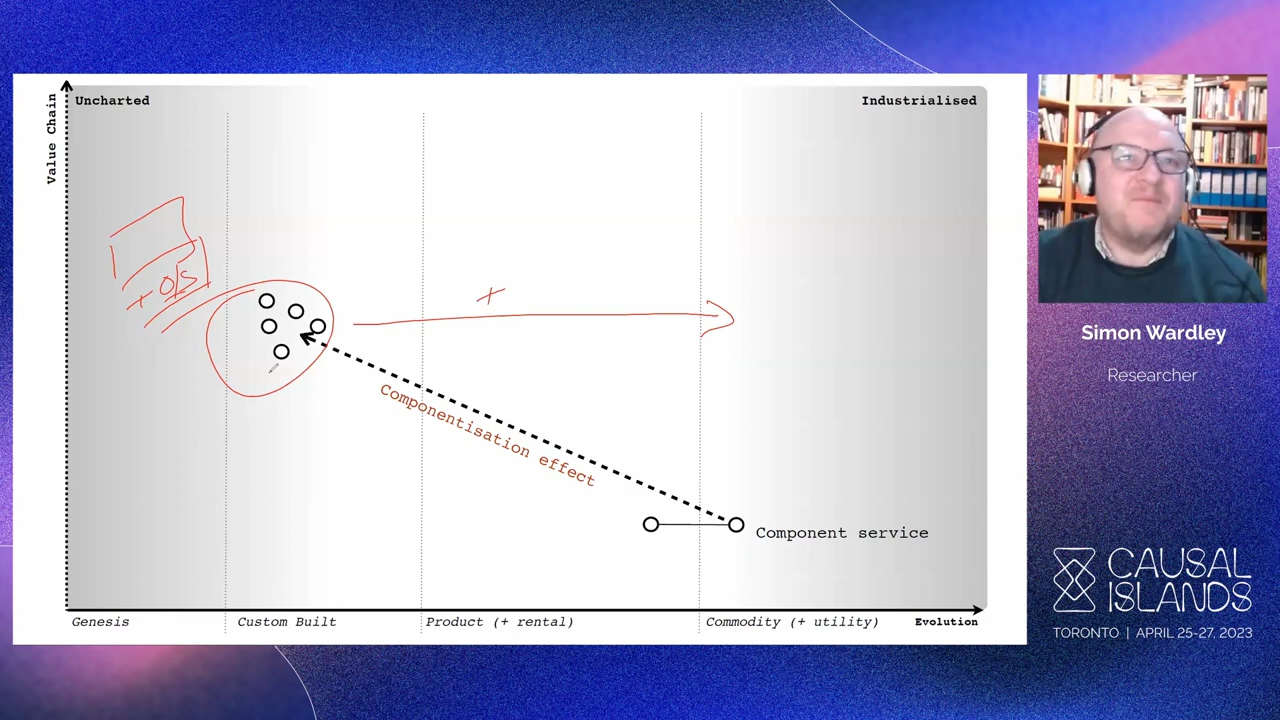 Uncharted
Industrialised
Value Chain
+ O/S
x
Componentisation effect
Component service
Genesis
Custom Built
Product (+ rental)
Commodity (+ utility)
Evolution
Simon Wardley
Researcher
CAUSAL
ISLANDS
TORONTO | APRIL 25-27, 2023